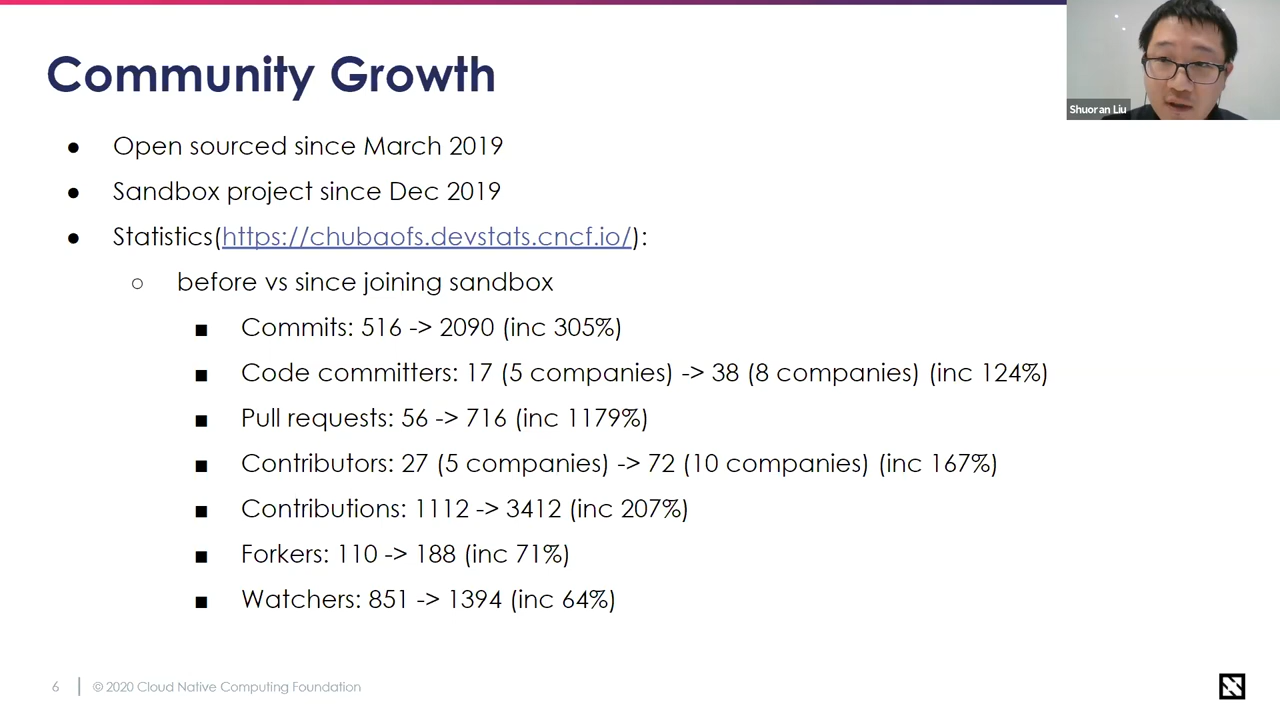 Community Growth
Shuoran Liu
● Open sourced since March 2019
● Sandbox project since Dec 2019
● Statistics(https://chubaofs.devstats.cncf.io/):
○ before vs since joining sandbox
■ Commits: 516 -> 2090 (inc 305%)
■ Code committers: 17 (5 companies) -> 38 (8 companies) (inc 124%)
■ Pull requests: 56 -> 716 (inc 1179%)
■ Contributors: 27 (5 companies) -> 72 (10 companies) (inc 167%)
■ Contributions: 1112 -> 3412 (inc 207%)
■ Forkers: 110 -> 188 (inc 71%)
■ Watchers: 851 -> 1394 (inc 64%)
6 | © 2020 Cloud Native Computing Foundation